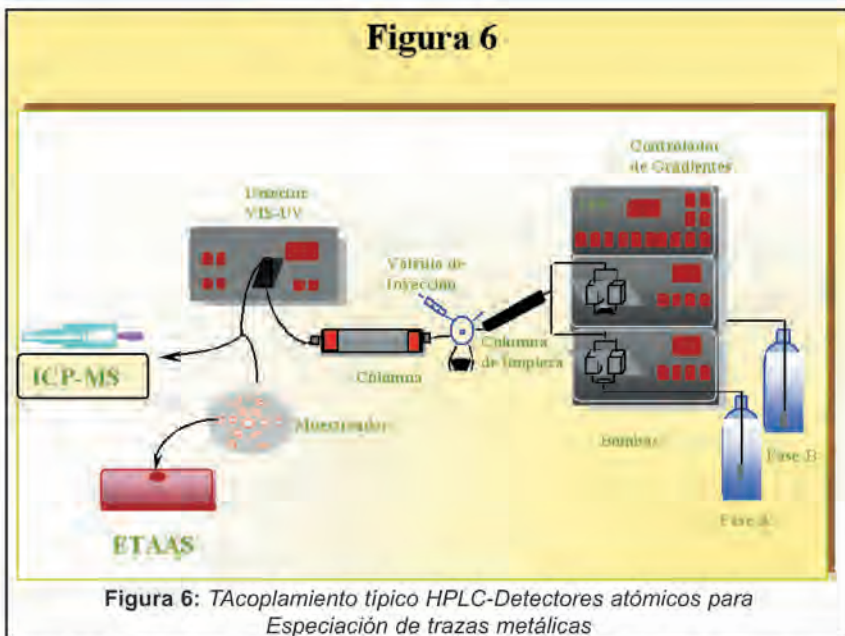 Figura 6
Controlador
de Gradientes
Detector
VIS-UV
Válvula de
Inyección
Columna
de limpieza
ICP-MS
Columna
Muestreador
Bombas
Fase B
Fase A
ETAAS
Figura 6: TAcoplamiento típico HPLC-Detectores atómicos para
Especiación de trazas metálicas